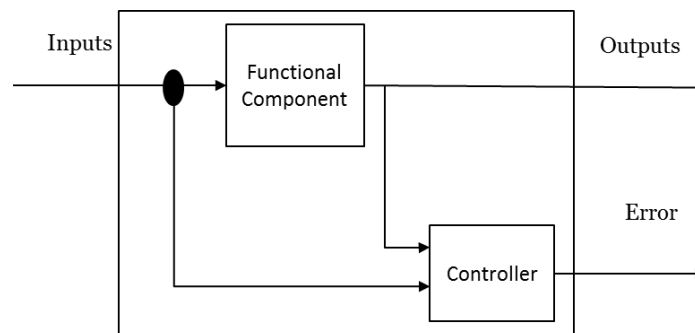 Inputs
Outputs
Functional
Component
Error
Controller